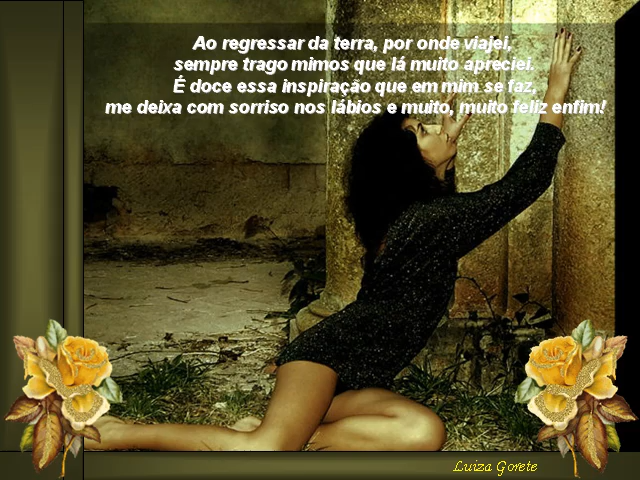 Ao regressar da terra, por onde viajei,
sempre trago mimos que lá muito apreciei.
É doce essa inspiração que em mim se faz,
me deixa com sorriso nos lábios e muito, muito feliz enfim!
Luiza Gorete